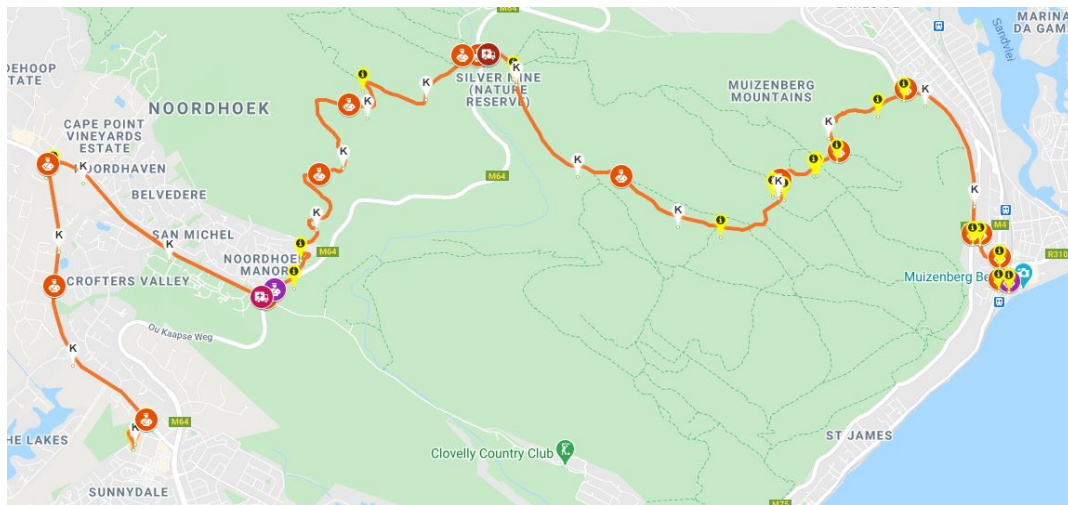 M64
MARINA
DA GAMA
Sandvlei
DEHOOP
STATE
NOORDHOEK
CAPE POINT
VINEYARDS
ESTATE
SILVER MINE
(NATURE
RESERVE)
MUIZENBERG
MOUNTAINS
K
K
K
K
K
NOORDHAVEN
BELVEDERE
K
K
M64
K
K
K
SAN MICHEL
K
K
K
K
M4
NOORDHOEK
MANOR
M64
R310
CROFTERS VALLEY
Muizenberg Be
Ou Kaapse Weg
K
K
M64
HE LAKES
ST JAMES
Clovelly Country Club
SUNNYDALE
M75